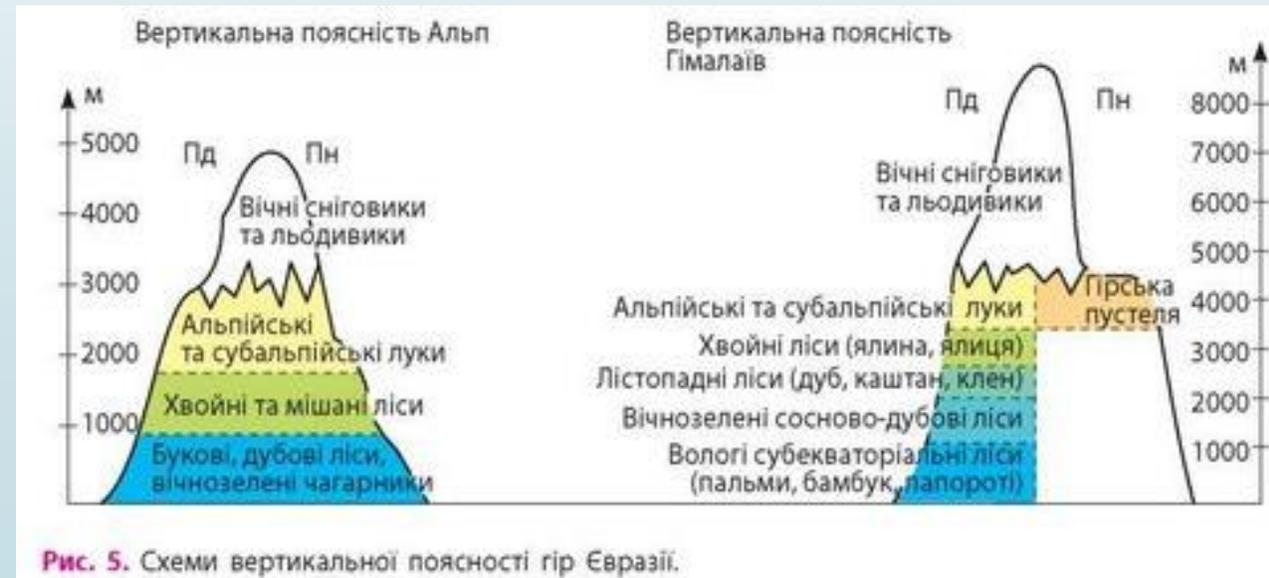 Вертикальна поясність Альп
м
5000
4000
3000
2000
1000
Пд
Пн
Вічні сніговики
та льодивики
Альпійські
та субальпійські луки
Хвойні та мішані ліси
Букові, дубові ліси,
вічнозелені чагарники
Вертикальна поясність
Гімалаїв
м
8000
7000
6000
5000
4000
3000
2000
1000
Пд
Пн
Вічні сніговики
та льодивики
Альпійські та субальпійські луки
Гірська
пустеля
Хвойні ліси (ялина, ялиця)
Лістопадні ліси (дуб, каштан, клен)
Вічнозелені сосново-дубові ліси
Вологі субекваторіальні ліси
(пальми, бамбук, папороті)
Рис. 5. Схеми вертикальної поясності гір Євразії.